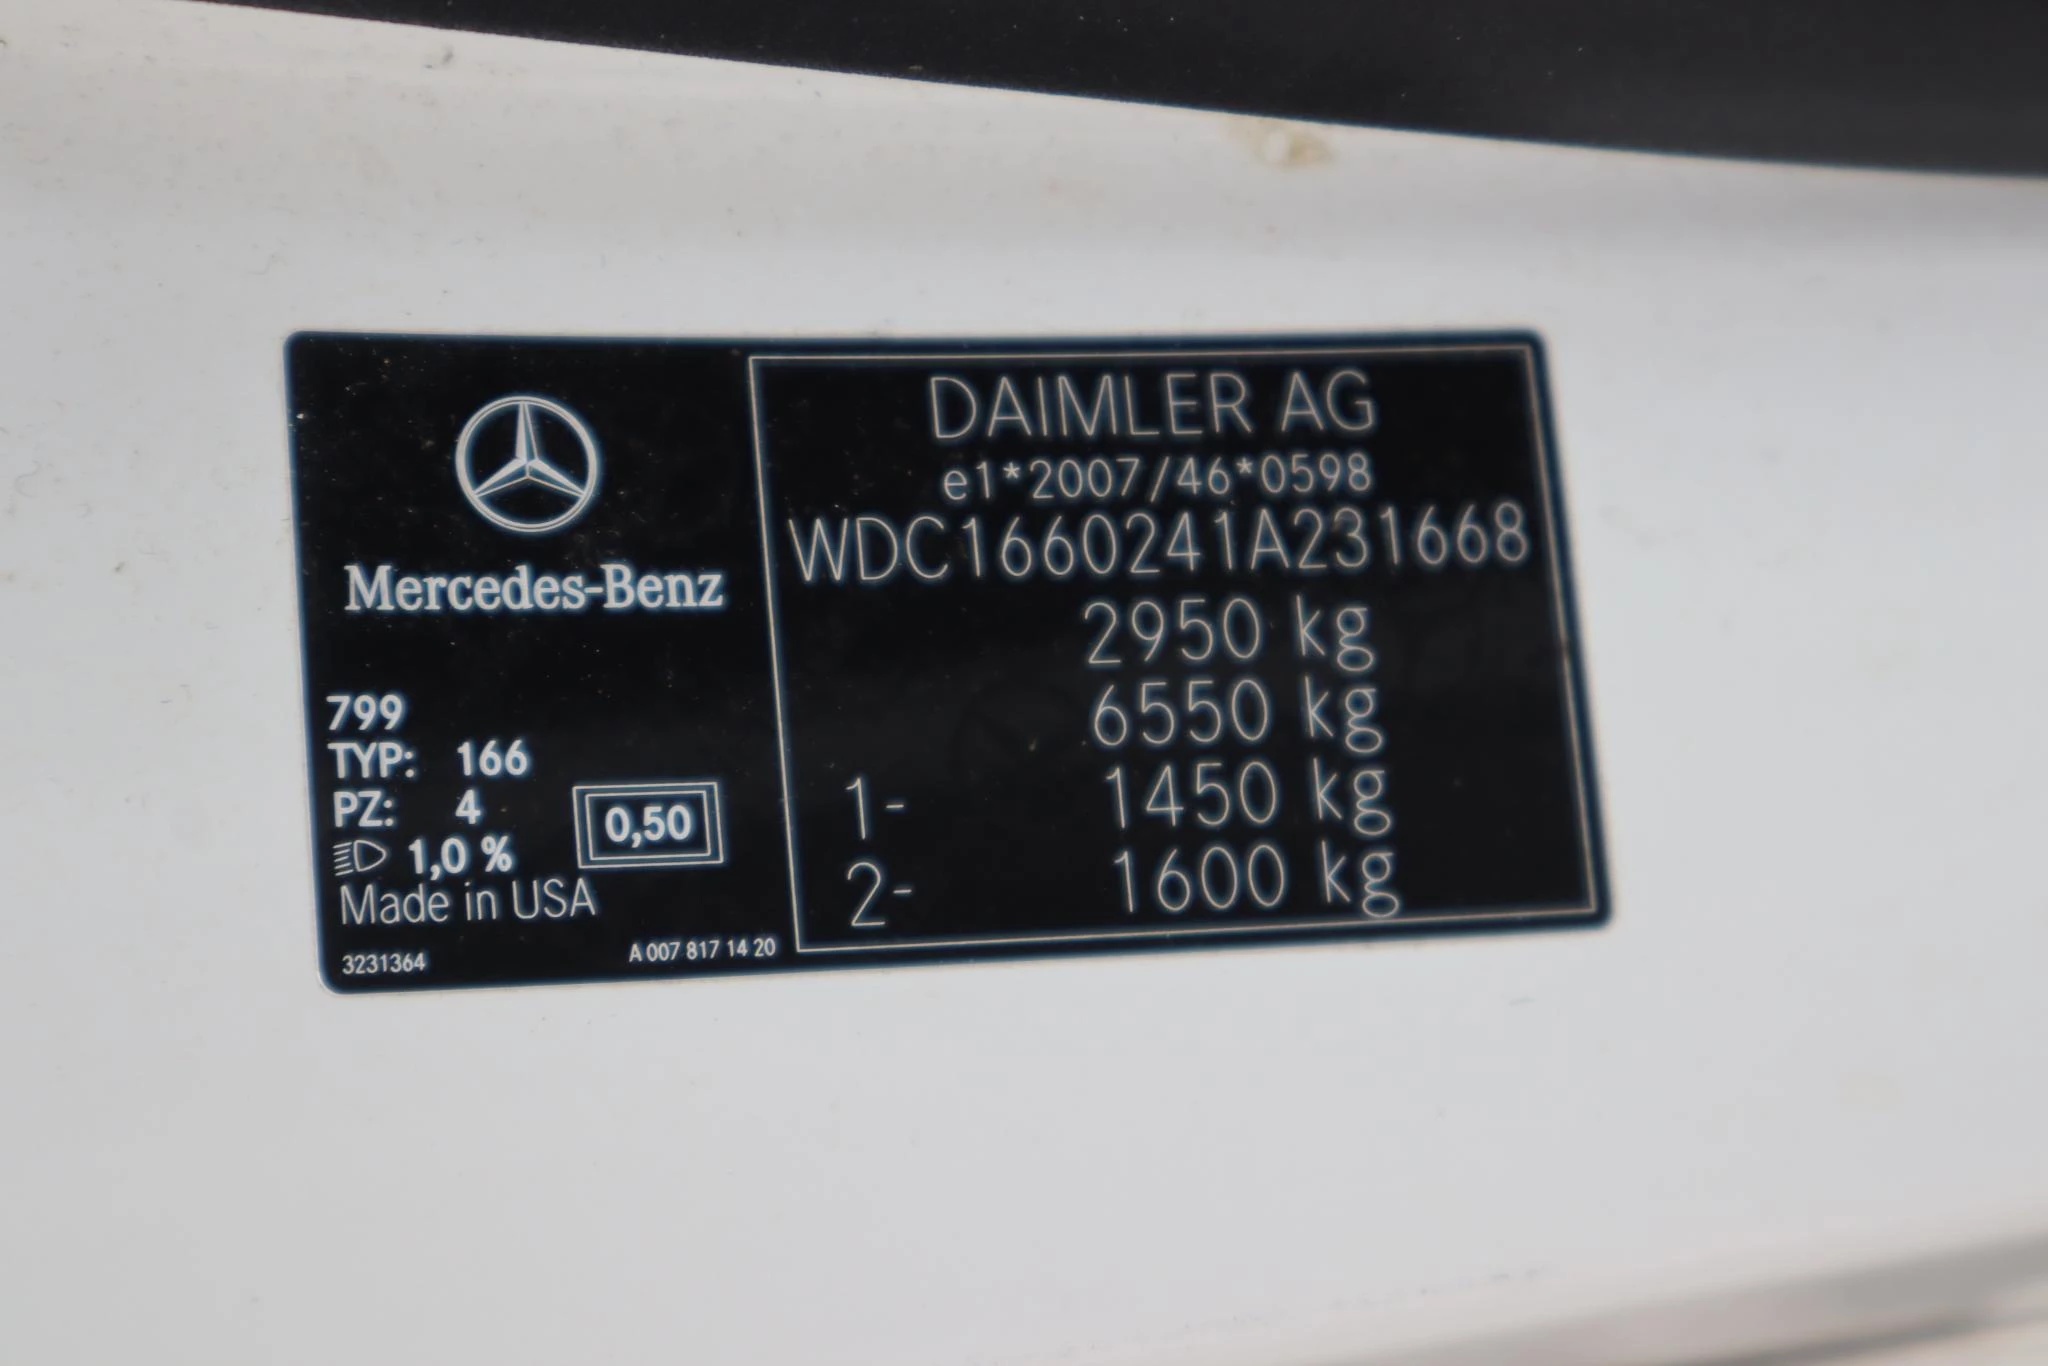 Mercedes-Benz
799
TYP: 166
PZ: 4
1,0 %
0,50
Made in USA
3231364
A 007 817 14 20
DAIMLER AG
e1*2007/46*0598
WDC1660241A231668
2950 kg
6550 kg
1- 1450 kg
2- 1600 kg